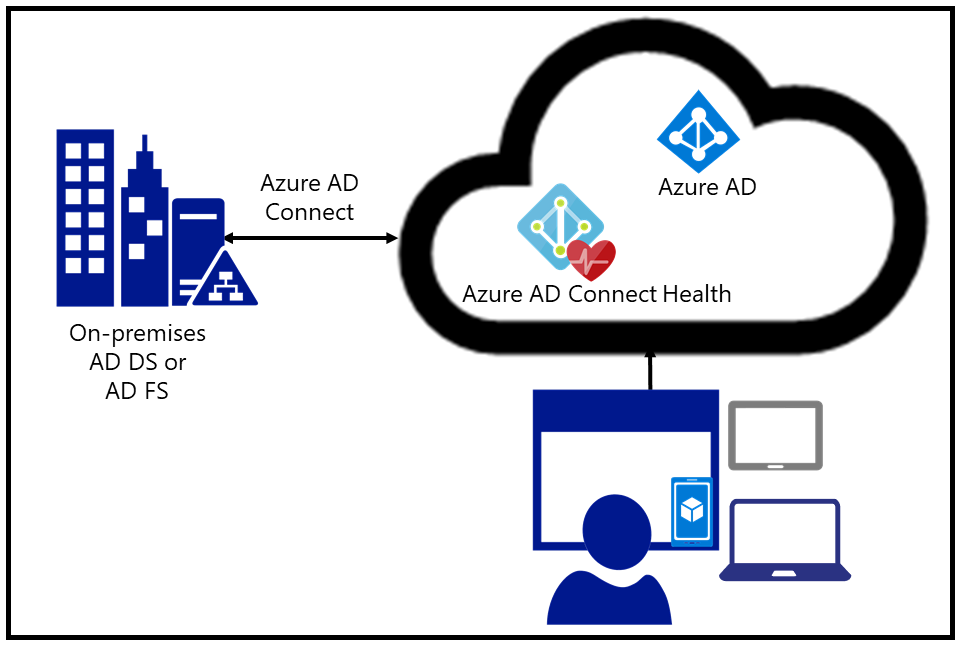 Azure AD
Connect
Azure AD
Azure AD Connect Health
On-premises
AD DS or
AD FS